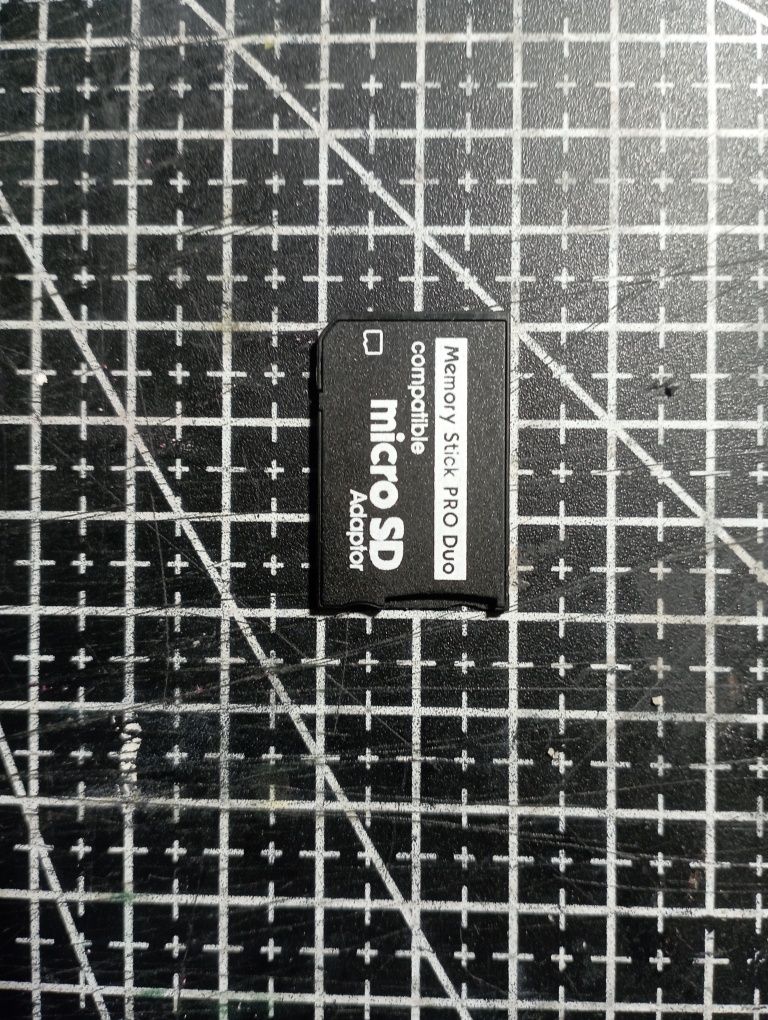 Memory Stick PRO Duo
compatible
micro SD
Adaptor